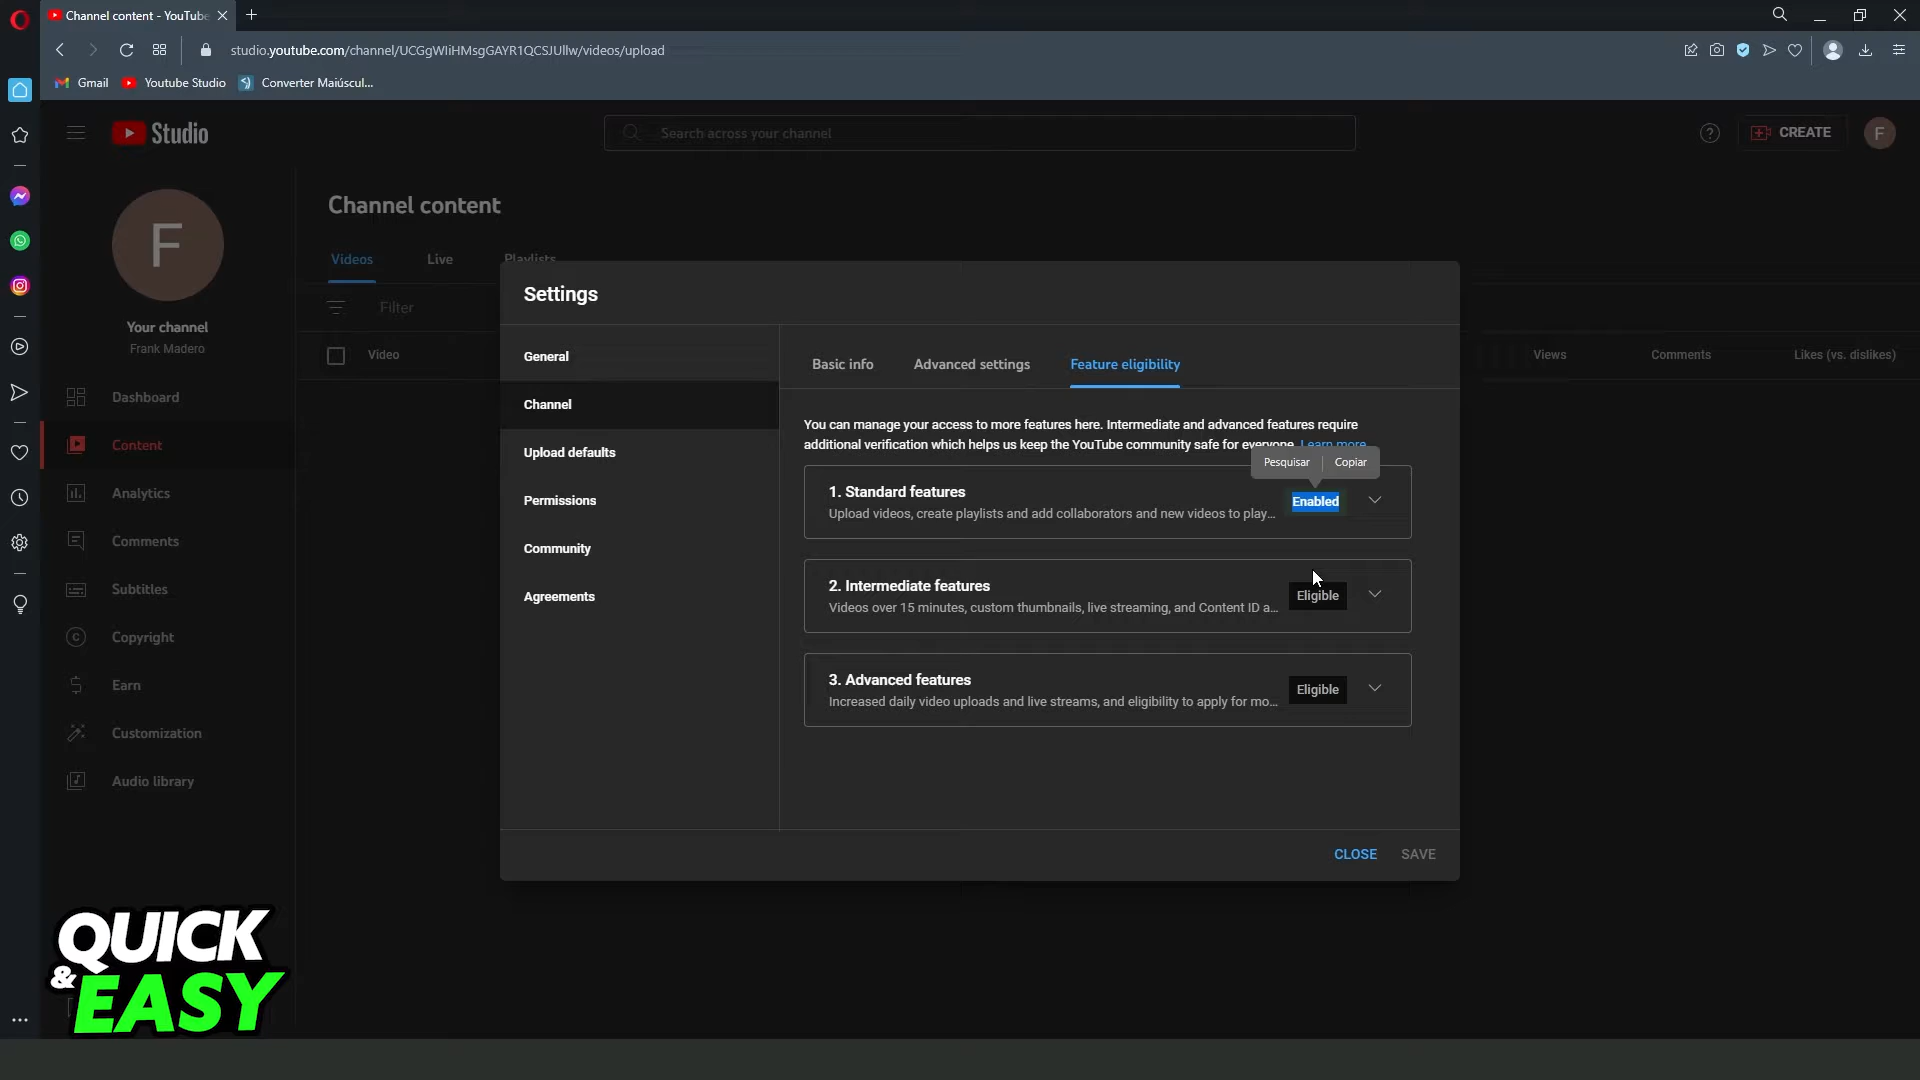 Channel content - YouTube
studio.youtube.com/channel/UCGgWIiHMsgGAYR1QCSJUllw/videos/upload
Gmail
Youtube Studio
Converter Maiúscul...
Studio
Search across your channel
CREATE
F
F
Your channel
Frank Madero
Dashboard
Content
Analytics
Comments
Subtitles
Copyright
Earn
Customization
Audio library
Channel content
Videos
Live
Playlists
Filter
Video
Views
Comments
Likes (vs. dislikes)
Settings
General
Channel
Upload defaults
Permissions
Community
Agreements
Basic info
Advanced settings
Feature eligibility
You can manage your access to more features here. Intermediate and advanced features require
additional verification which helps us keep the YouTube community safe for everyone. Learn more
Pesquisar
Copiar
1. Standard features
Upload videos, create playlists and add collaborators and new videos to play...
Enabled
2. Intermediate features
Videos over 15 minutes, custom thumbnails, live streaming, and Content ID a...
Eligible
3. Advanced features
Increased daily video uploads and live streams, and eligibility to apply for mo...
Eligible
CLOSE
SAVE
QUICK
&EASY